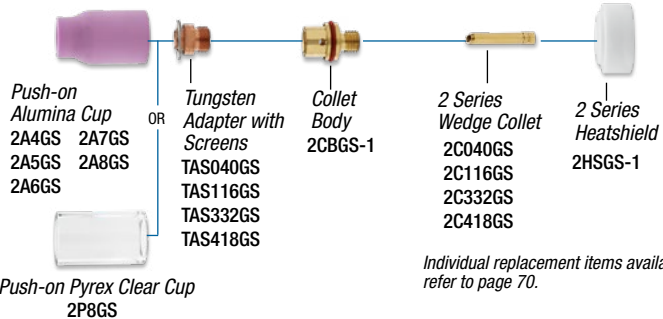 Push-on
Alumina Cup
2A4GS 2A7GS
2A5GS 2A8GS
2A6GS
OR
Push-on Pyrex Clear Cup
2P8GS
Tungsten
Adapter with
Screens
TAS040GS
TAS116GS
TAS332GS
TAS418GS
Collet
Body
2CBGS-1
2 Series
Wedge Collet
2C040GS
2C116GS
2C332GS
2C418GS
2 Series
Heatshield
2HSGS-1
Individual replacement items availa
refer to page 70.